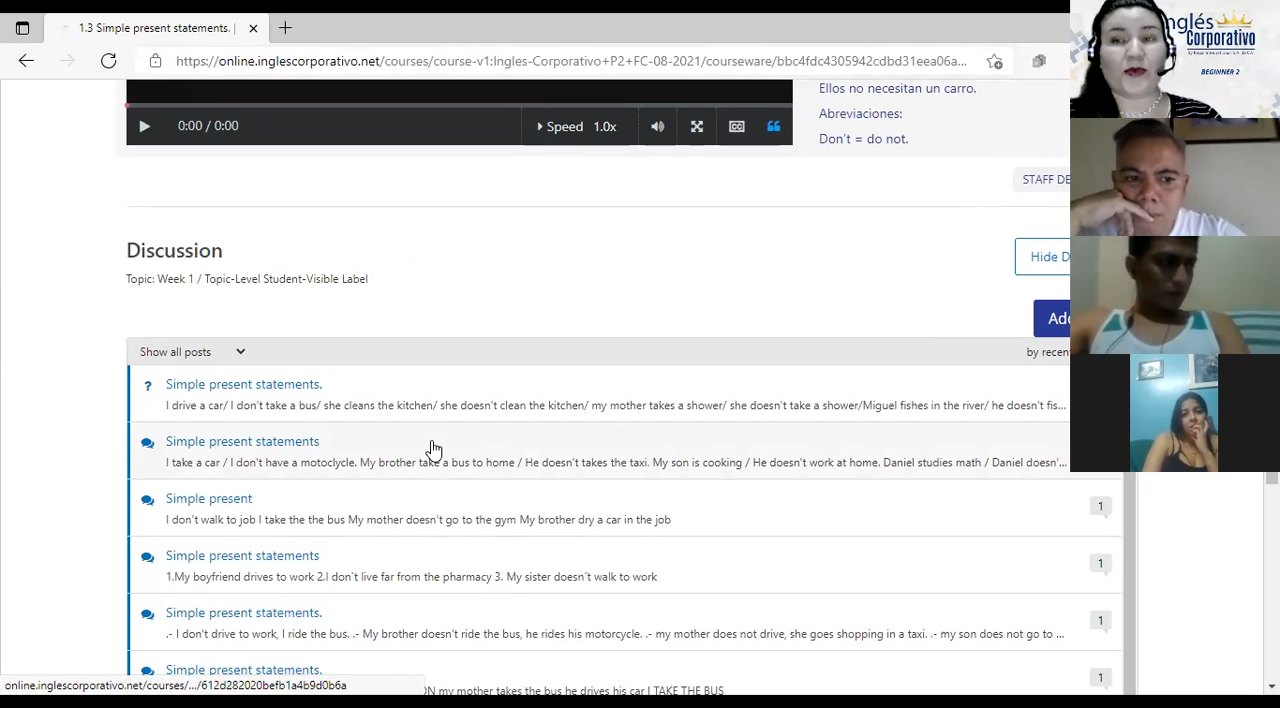 1.3 Simple present statements. |
https://online.inglescorporativo.net/courses/cours
orporativo+P2+FC-08-2021/courseware/bbf
4305942cdbd31eea06a...
Inglés
Corporativo
BEGINNER 2
Ellos no necesitan un carro.
0:00 / 0:00
Speed 1.0x
Abreviaciones:
Don't = do not.
STAFF DE
Discussion
Hide D
Topic: Week 1 / Topic-Level Student-Visible Label
Ad
Show all posts
by recen
? Simple present statements.
I drive a car/ I don't take a bus/ she cleans the kitchen/ she doesn't clean the kitchen/ my mother takes a shower/ she doesn't take a shower/Miguel fishes in the river/ he doesn't fis...
Simple present statements
I take a car / I don't have a motoclycle. My brother take a bus to home / He doesn't takes the taxi. My son is cooking / He doesn't work at home. Daniel studies math / Daniel doesn'...
Simple present
I don't walk to job I take the the bus My mother doesn't go to the gym My brother dry a car in the job
1
Simple present statements
1.My boyfriend drives to work 2.I don`t live far from the pharmacy 3. My sister doesn´t walk to work
1
Simple present statements.
.- I don't drive to work, I ride the bus. .- My brother doesn't ride the bus, he rides his motorcycle. .- my mother does not drive, she goes shopping in a taxi. .- my son does not go to ...
1
Simple present statements.
ON my mother takes the bus he drives his car I TAKE THE BUS
1
online.inglescorporativo.net/courses/.../612d282020befb1a4b9d0b6a